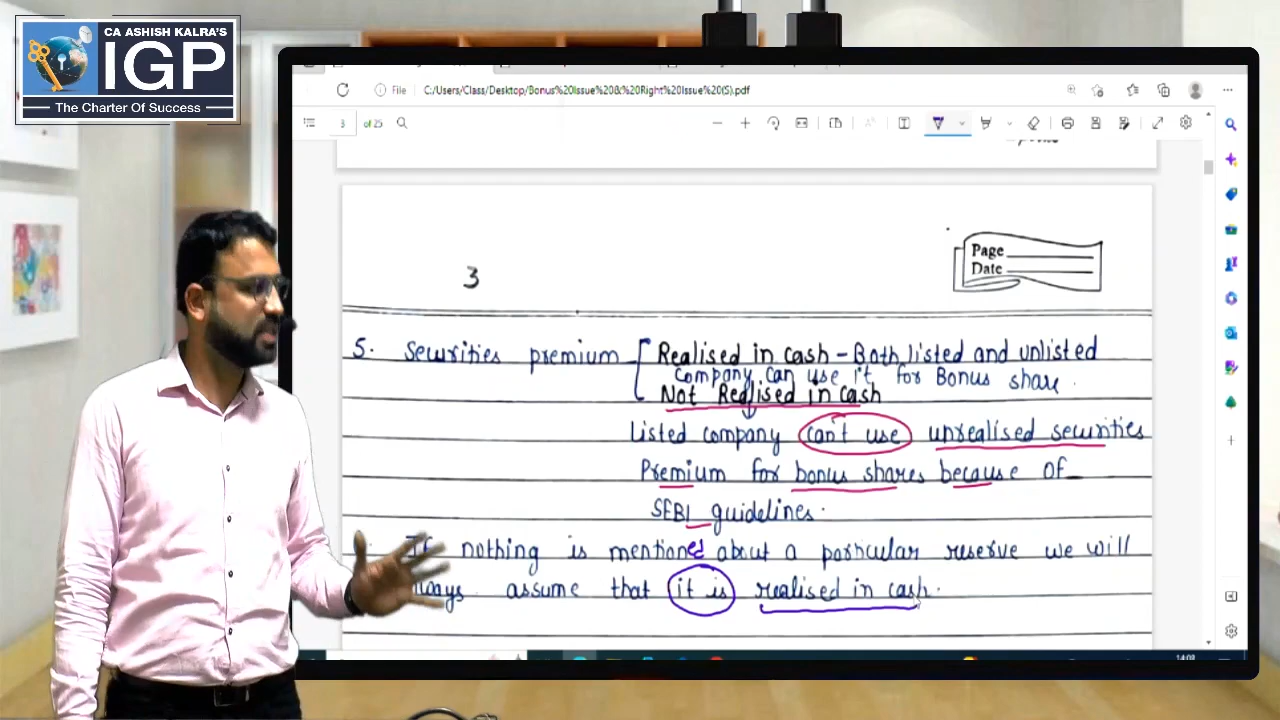 CA ASHISH KALRA'S
IGP
The Charter Of Success
File C:/Users/Class/Desktop/Bonus%20Issue%20&%20Right%20Issue%20(S).pdf
3 of 25
3
Page
Date
5. Securities premium Realised in cash - Both listed and unlisted
company can use it for Bonus share.
Not Realised in cash
Listed company can't use unrealised securities
Premium for bonus shares because of
SEBI guidelines.
If nothing is mentioned about a particular reserve we will
assume that it is realised in cash.
14:08